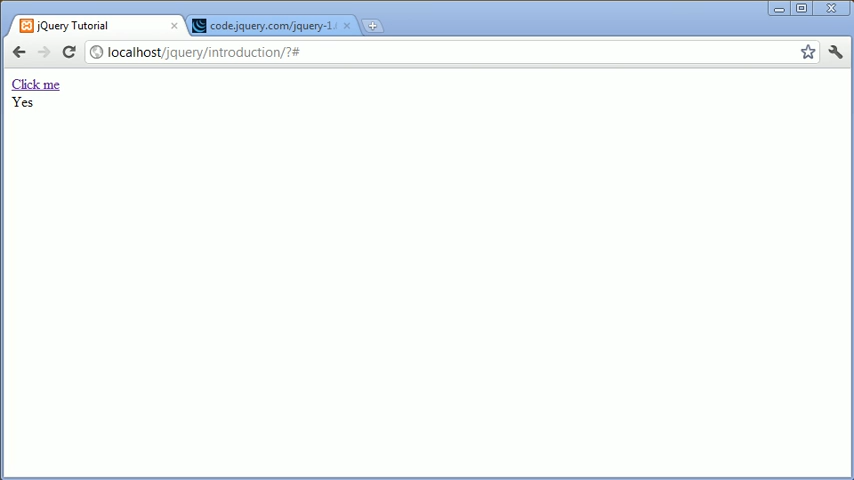 jQuery Tutorial
code.jquery.com/jquery-1.
localhost/jquery/introduction/?#
Click me
Yes